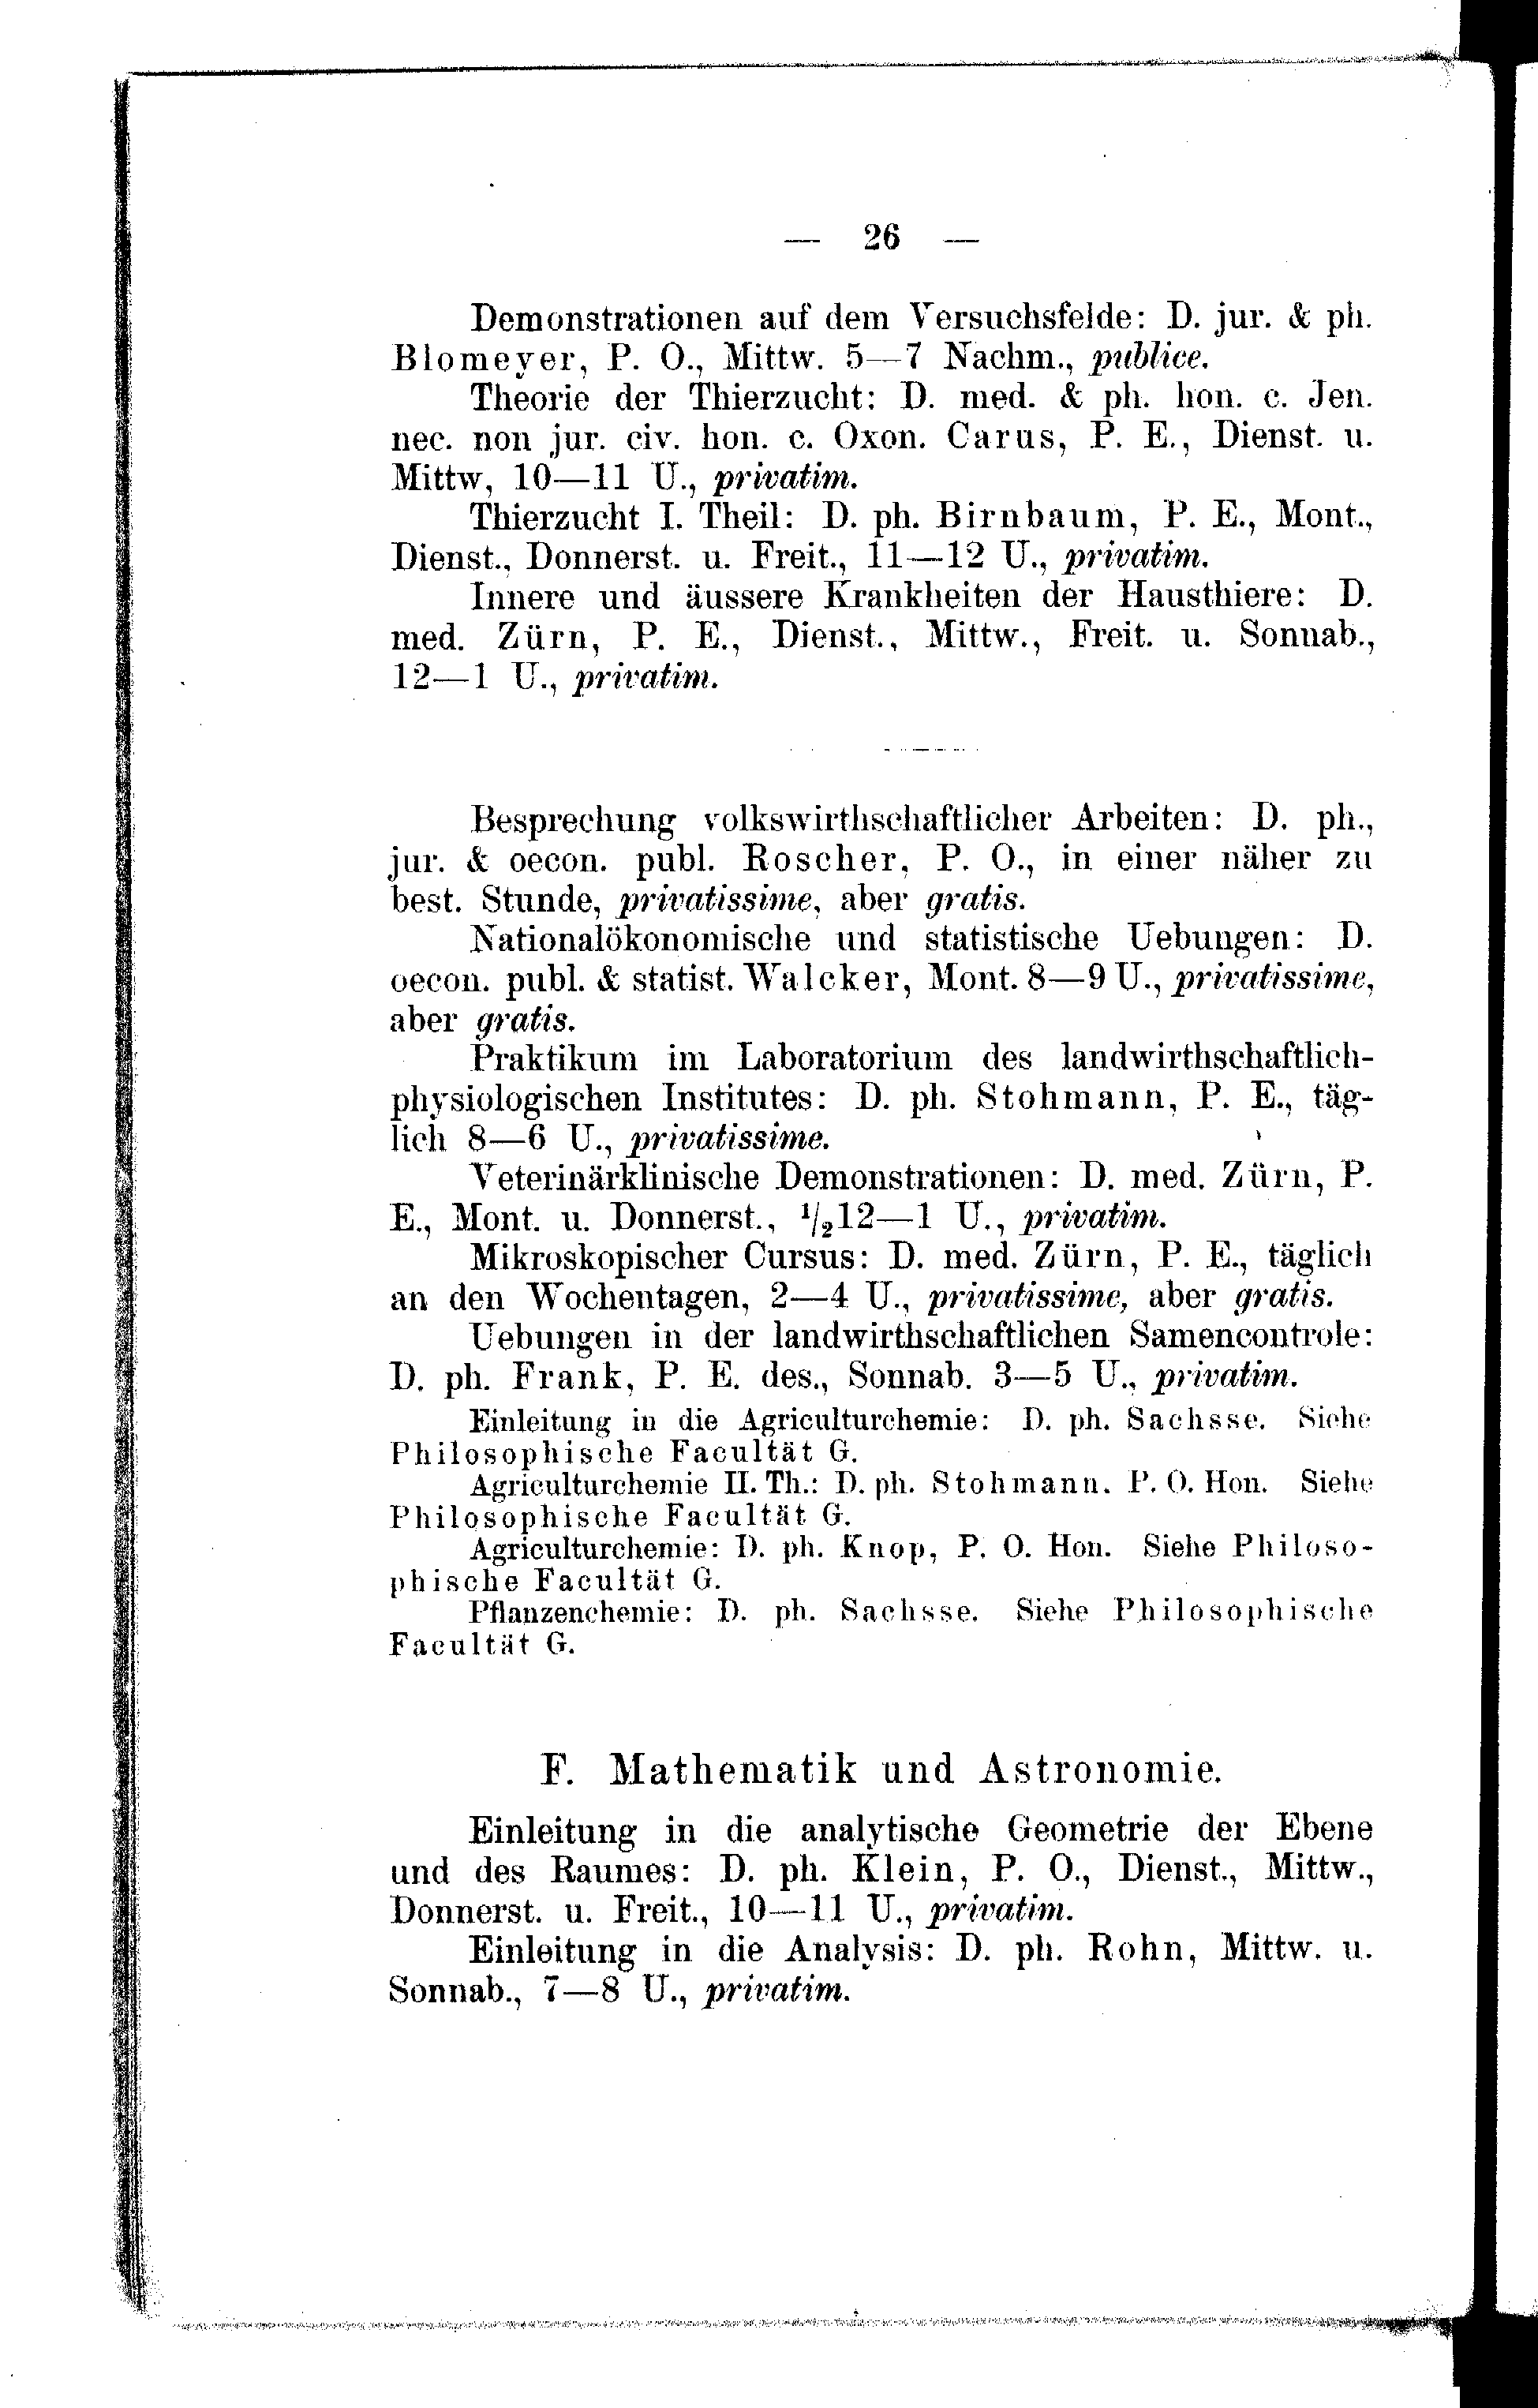 — 26 —
Demonstrationen auf dem Versuchsfelde: D. jur. & ph.
Blomeyer, P. O., Mittw. 5—7 Nachm., publice.
Theorie der Thierzucht: D. med. & ph. hon. c. Jen.
nec. non jur. civ. hon. c. Oxon. Carus, P. E., Dienst. u.
Mittw, 10—11 U., privatim.
Thierzucht I. Theil: D. ph. Birnbaum, P. E., Mont.,
Dienst., Donnerst. u. Freit., 11—12 U., privatim.
Innere und äussere Krankheiten der Hausthiere: D.
med. Zürn, P. E., Dienst., Mittw., Freit. u. Sonnab.,
12—1 U., privatim.
Besprechung volkswirthschaftlicher Arbeiten: D. ph.,
jur. & oecon. publ. Roscher, P. O., in einer näher zu
best. Stunde, privatissime, aber gratis.
Nationalökonomische und statistische Uebungen: D.
oecon. publ. & statist. Walcker, Mont. 8—9 U., privatissime,
aber gratis.
Praktikum im Laboratorium des landwirthschaftlich-
physiologischen Institutes: D. ph. Stohmann, P. E., täg-
lich 8—6 U., privatissime.
Veterinärklinische Demonstrationen: D. med. Zürn, P.
E., Mont. u. Donnerst., 1/212—1 U., privatim.
Mikroskopischer Cursus: D. med. Zürn, P. E., täglich
an den Wochentagen, 2—4 U., privatissime, aber gratis.
Uebungen in der landwirthschaftlichen Samencontrole:
D. ph. Frank, P. E. des., Sonnab. 3—5 U., privatim.
Einleitung in die Agriculturchemie: D. ph. Sachsse. Siehe
Philosophische Facultät G.
Agriculturchemie II. Th.: D. ph. Stohmann. P. O. Hon. Siehe
Philosophische Facultät G.
Agriculturchemie: D. ph. Knop, P. O. Hon. Siehe Philoso-
phische Facultät G.
Pflanzenchemie: D. ph. Sachsse. Siehe Philosophische
Facultät G.
F. Mathematik und Astronomie.
Einleitung in die analytische Geometrie der Ebene
und des Raumes: D. ph. Klein, P. O., Dienst., Mittw.,
Donnerst. u. Freit., 10—11 U., privatim.
Einleitung in die Analysis: D. ph. Rohn, Mittw. u.
Sonnab., 7—8 U., privatim.